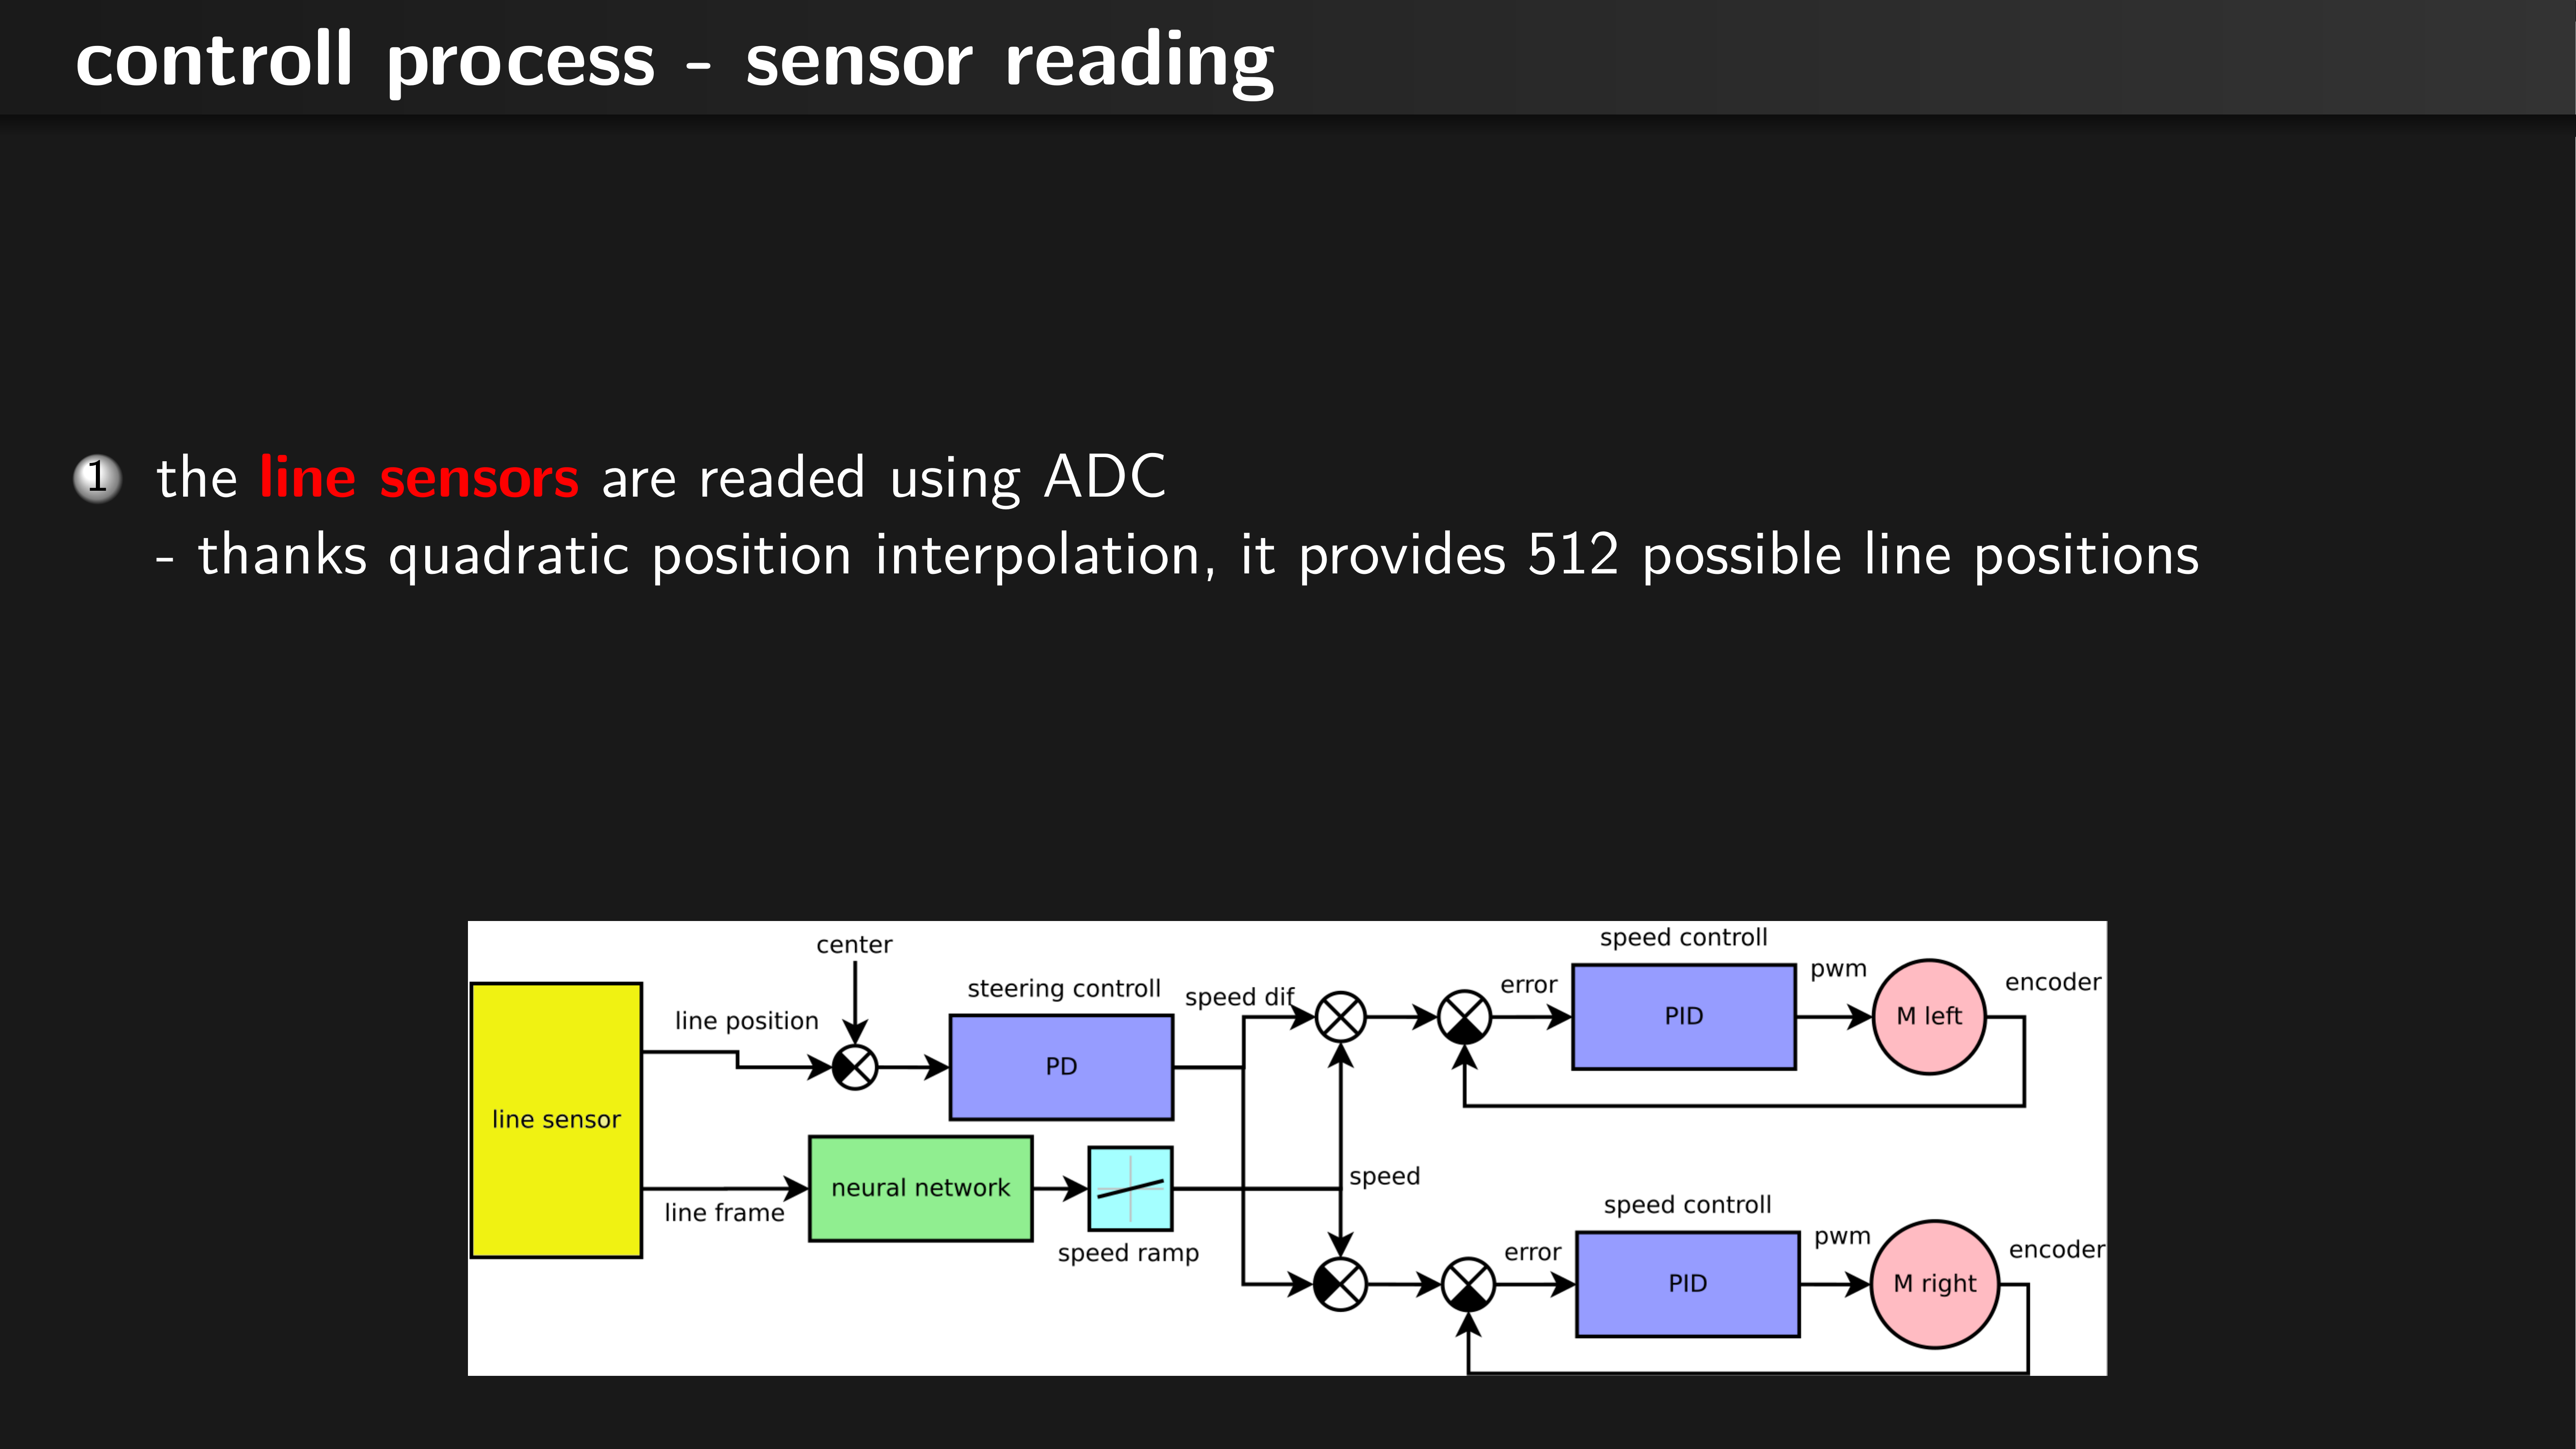 controll process - sensor reading
1 the line sensors are readed using ADC
- thanks quadratic position interpolation, it provides 512 possible line positions
center
speed controll
steering controll
speed dif
error
pwm
encoder
line position
PID
M left
PD
line sensor
neural network
speed
line frame
speed ramp
speed controll
error
pwm
encoder
PID
M right